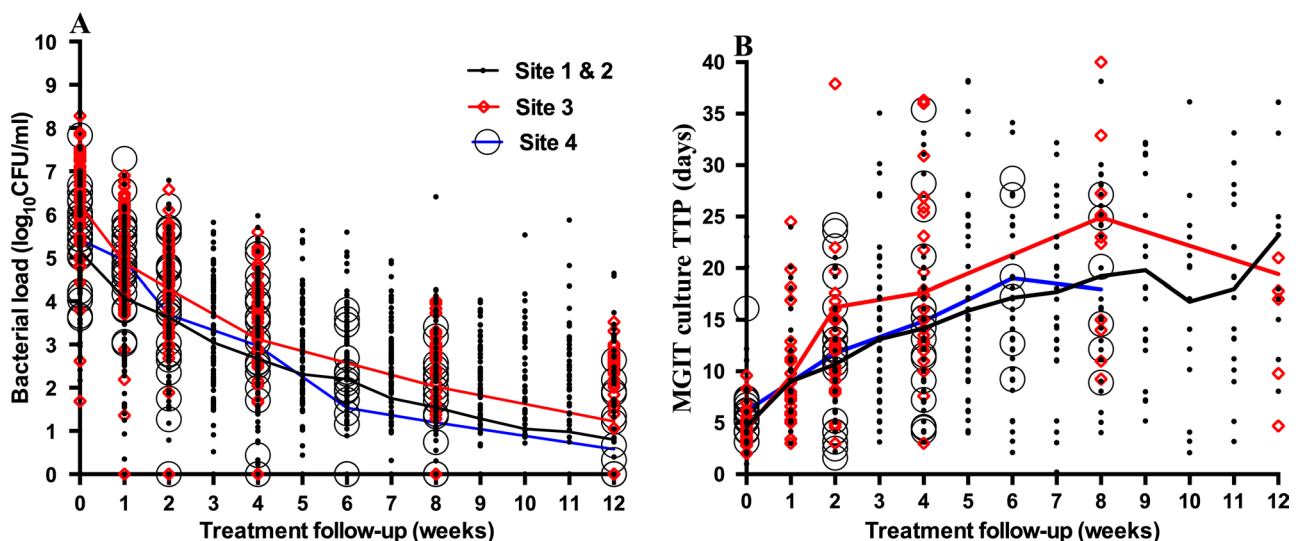 A
Bacterial load (log10CFU/ml)
10
9
8
7
6
5
4
3
2
1
0
0 1 2 3 4 5 6 7 8 9 10 11 12
Treatment follow-up (weeks)
Site 1 & 2
Site 3
Site 4
B
MGIT culture TTP (days)
40
35
30
25
20
15
10
5
0
0 1 2 3 4 5 6 7 8 9 10 11 12
Treatment follow-up (weeks)